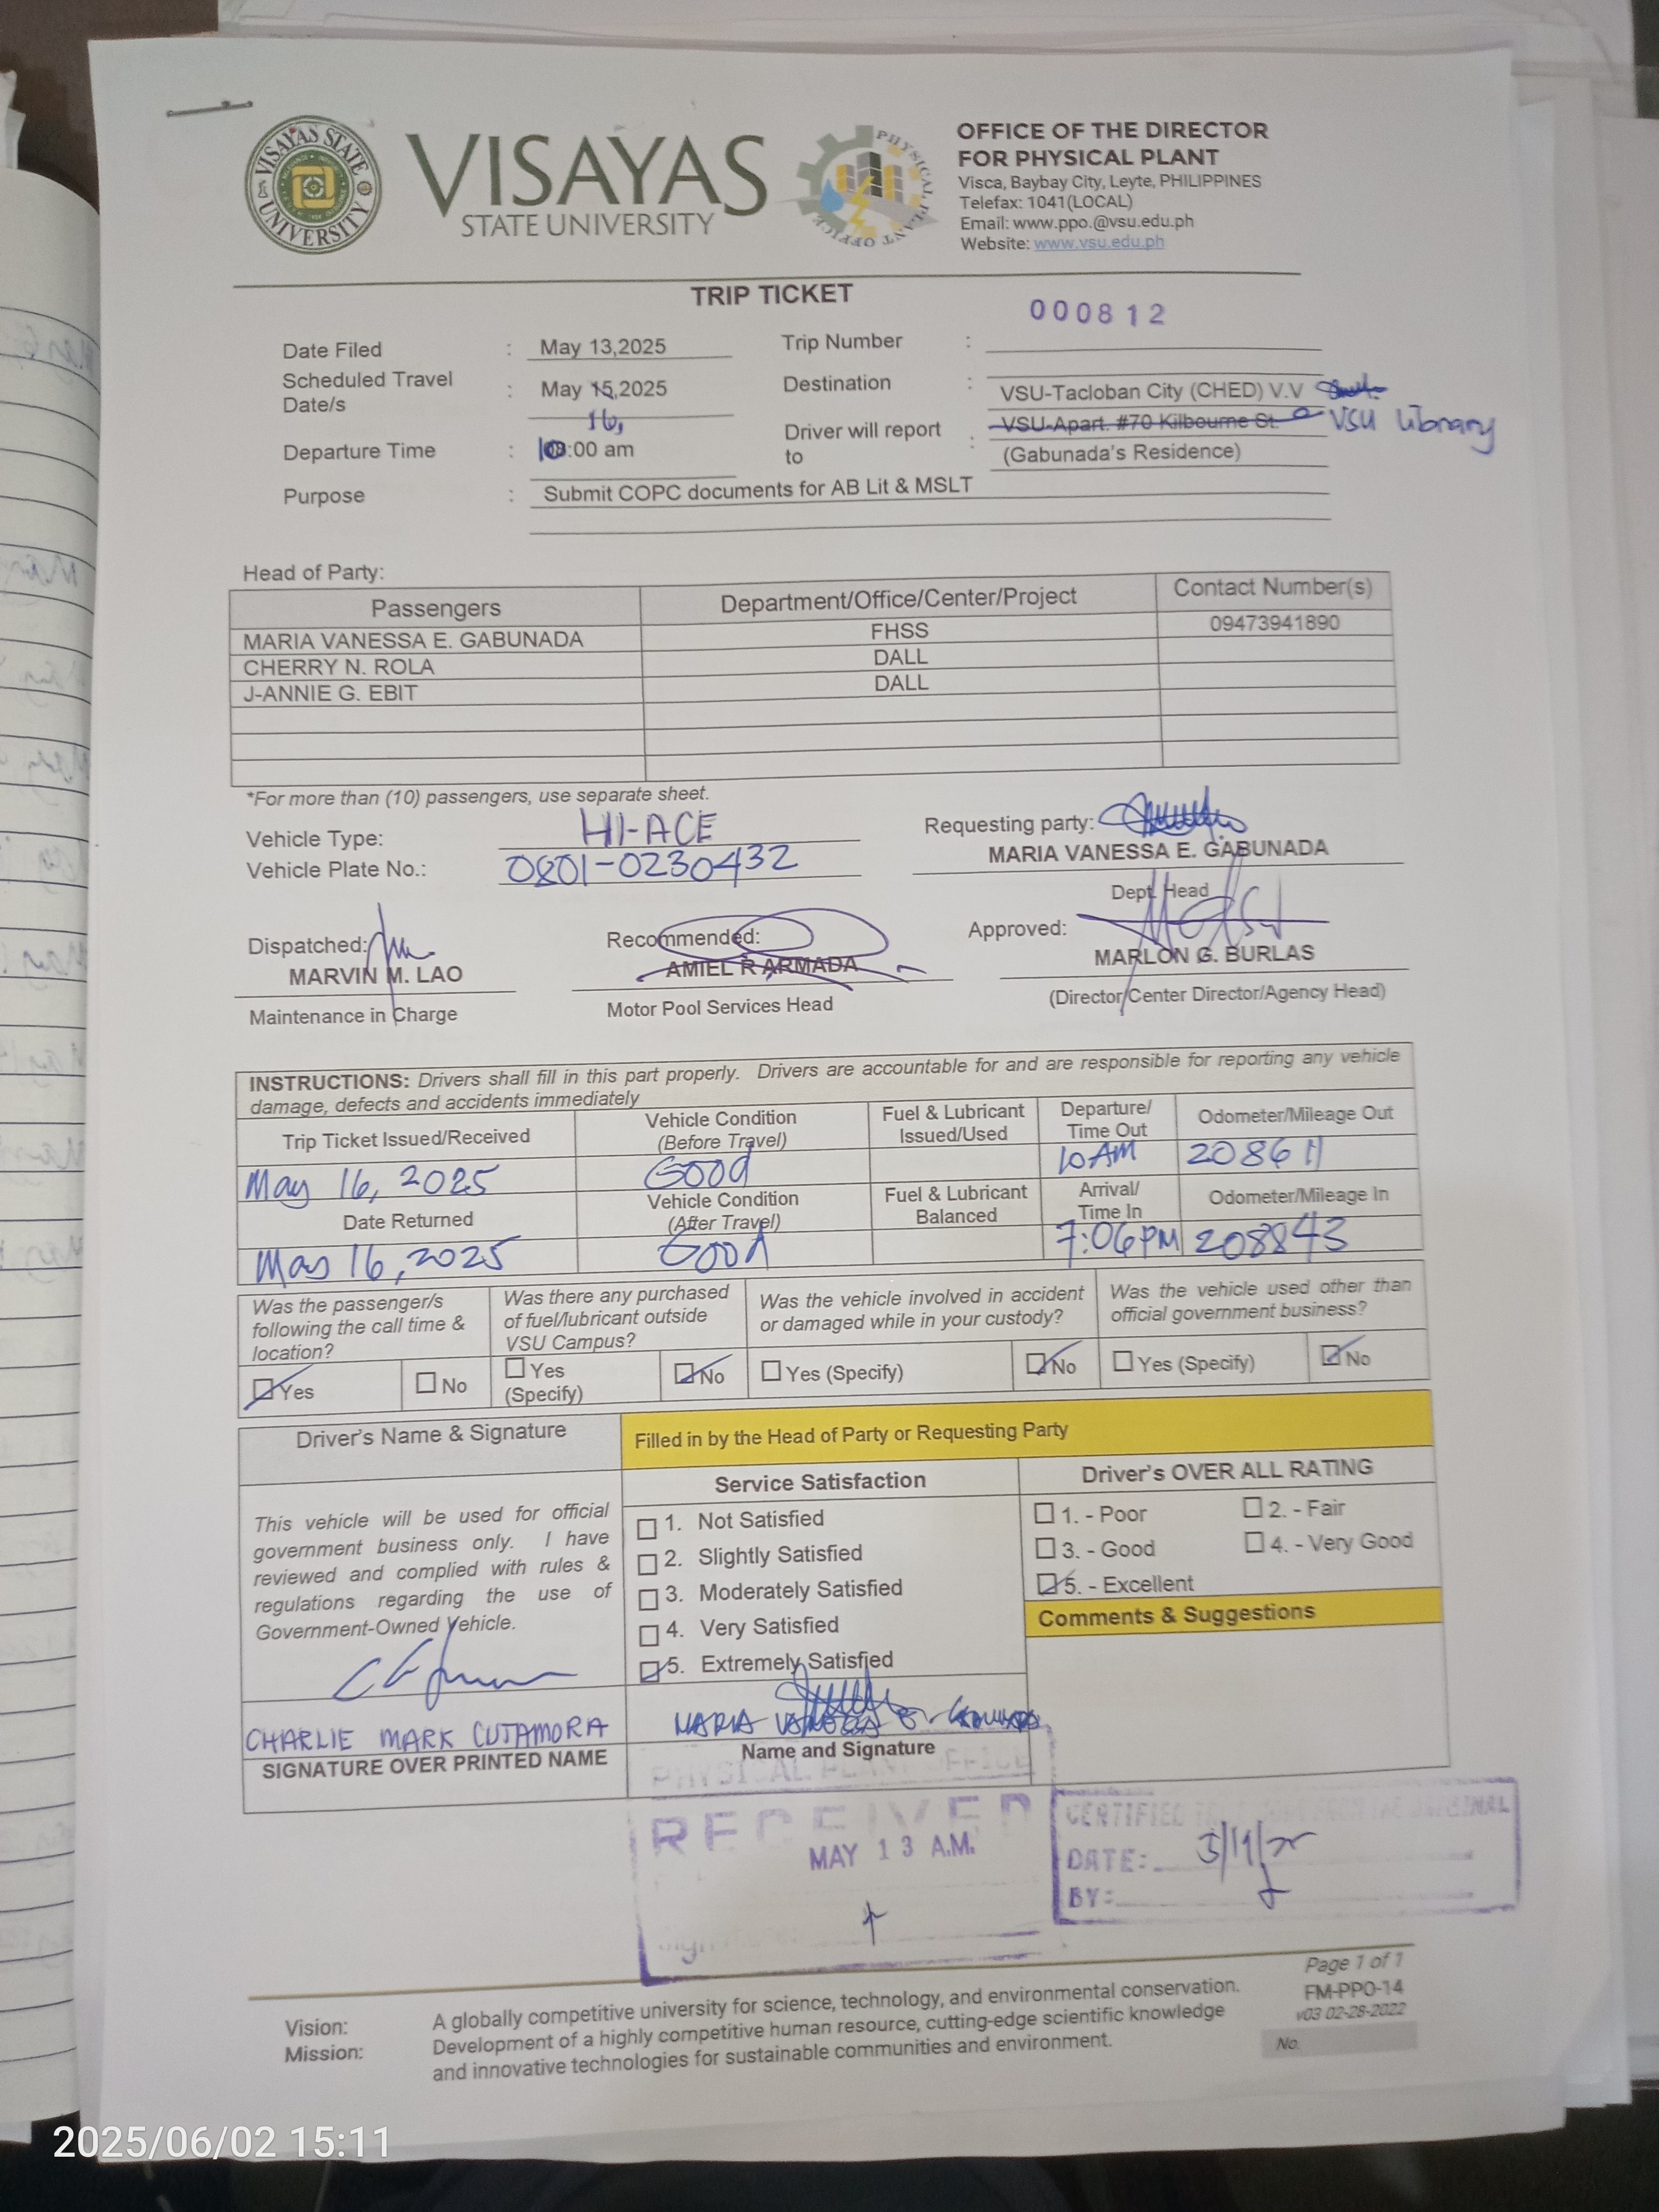 VISAYAS STATE UNIVERSITY
VISAYAS
STATE UNIVERSITY
PHYSICAL PLANT OFFICE
OFFICE OF THE DIRECTOR
FOR PHYSICAL PLANT
Visca, Baybay City, Leyte, PHILIPPINES
Telefax: 1041(LOCAL)
Email: www.ppo.@vsu.edu.ph
Website: www.vsu.edu.ph
TRIP TICKET
000812
Date Filed : May 13,2025
Trip Number :
Scheduled Travel Date/s : May 15,2025
16,
Destination : VSU-Tacloban City (CHED) V.V
Departure Time : 10:00 am
Driver will report to : VSU-Apart. #70 Kilbourne St. VSU Library
(Gabunada's Residence)
Purpose : Submit COPC documents for AB Lit & MSLT
Head of Party:
Passengers Department/Office/Center/Project Contact Number(s)
MARIA VANESSA E. GABUNADA FHSS 09473941890
CHERRY N. ROLA DALL
J-ANNIE G. EBIT DALL
*For more than (10) passengers, use separate sheet.
Vehicle Type: HI-ACE
Vehicle Plate No.: 0801-0230432
Requesting party:
MARIA VANESSA E. GABUNADA
Dept. Head
Dispatched:
MARVIN M. LAO
Maintenance in Charge
Recommended:
AMIEL R ARMADA
Motor Pool Services Head
Approved:
MARLON G. BURLAS
(Director/Center Director/Agency Head)
INSTRUCTIONS: Drivers shall fill in this part properly. Drivers are accountable for and are responsible for reporting any vehicle
damage, defects and accidents immediately
Trip Ticket Issued/Received Vehicle Condition (Before Travel) Fuel & Lubricant Issued/Used Departure/ Time Out Odometer/Mileage Out
May 16, 2025 Good 10AM 208611
Date Returned Vehicle Condition (After Travel) Fuel & Lubricant Balanced Arrival/ Time In Odometer/Mileage In
May 16, 2025 Good 7:06PM 208843
Was the passenger/s following the call time & location?
Was there any purchased of fuel/lubricant outside VSU Campus?
Was the vehicle involved in accident or damaged while in your custody?
Was the vehicle used other than official government business?
Yes No Yes (Specify) No Yes (Specify) No Yes (Specify) No
Driver's Name & Signature
Filled in by the Head of Party or Requesting Party
This vehicle will be used for official
government business only. I have
reviewed and complied with rules &
regulations regarding the use of
Government-Owned Vehicle.
CHARLIE MARK CUTAMORA
SIGNATURE OVER PRINTED NAME
Service Satisfaction
1. Not Satisfied
2. Slightly Satisfied
3. Moderately Satisfied
4. Very Satisfied
5. Extremely Satisfied
MARIA VANESSA E. Gabunada
Name and Signature
Driver's OVER ALL RATING
1. - Poor 2. - Fair
3. - Good 4. - Very Good
5. - Excellent
Comments & Suggestions
PHYSICAL PLANT OFFICE
RECEIVED
MAY 13 A.M.
CERTIFIED ORIGINAL
DATE:
BY:
Page 1 of 1
FM-PPO-14
v03 02-28-2022
No.
Vision: A globally competitive university for science, technology, and environmental conservation.
Mission: Development of a highly competitive human resource, cutting-edge scientific knowledge
and innovative technologies for sustainable communities and environment.
2025/06/02 15:11